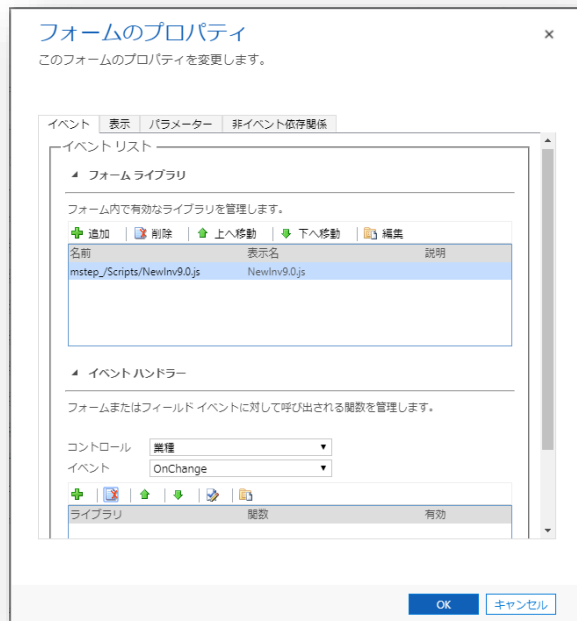 フォームのプロパティ
×
このフォームのプロパティを変更します。
イベント 表示 パラメーター 非イベント依存関係
イベント リスト
フォーム ライブラリ
フォーム内で有効なライブラリを管理します。
追加 削除 上へ移動 下へ移動 編集
名前 表示名 説明
mstep_/Scripts/NewInv9.0.js NewInv9.0.js
イベント ハンドラー
フォームまたはフィールド イベントに対して呼び出される関数を管理します。
コントロール 業種
イベント OnChange
ライブラリ 関数 有効
OK キャンセル